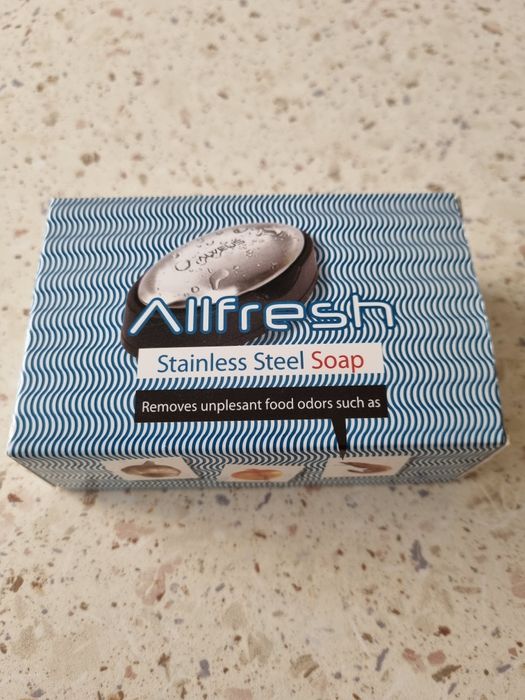 Allfresh
Stainless Steel Soap
Removes unplesant food odors such as